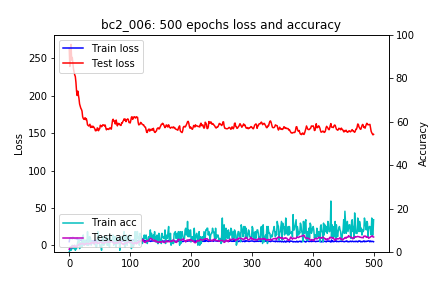 bc2_006: 500 epochs loss and accuracy
Train loss
Test loss
Train acc
Test acc
Loss
Accuracy
250
200
150
100
50
0
100
80
60
40
20
0
0 100 200 300 400 500